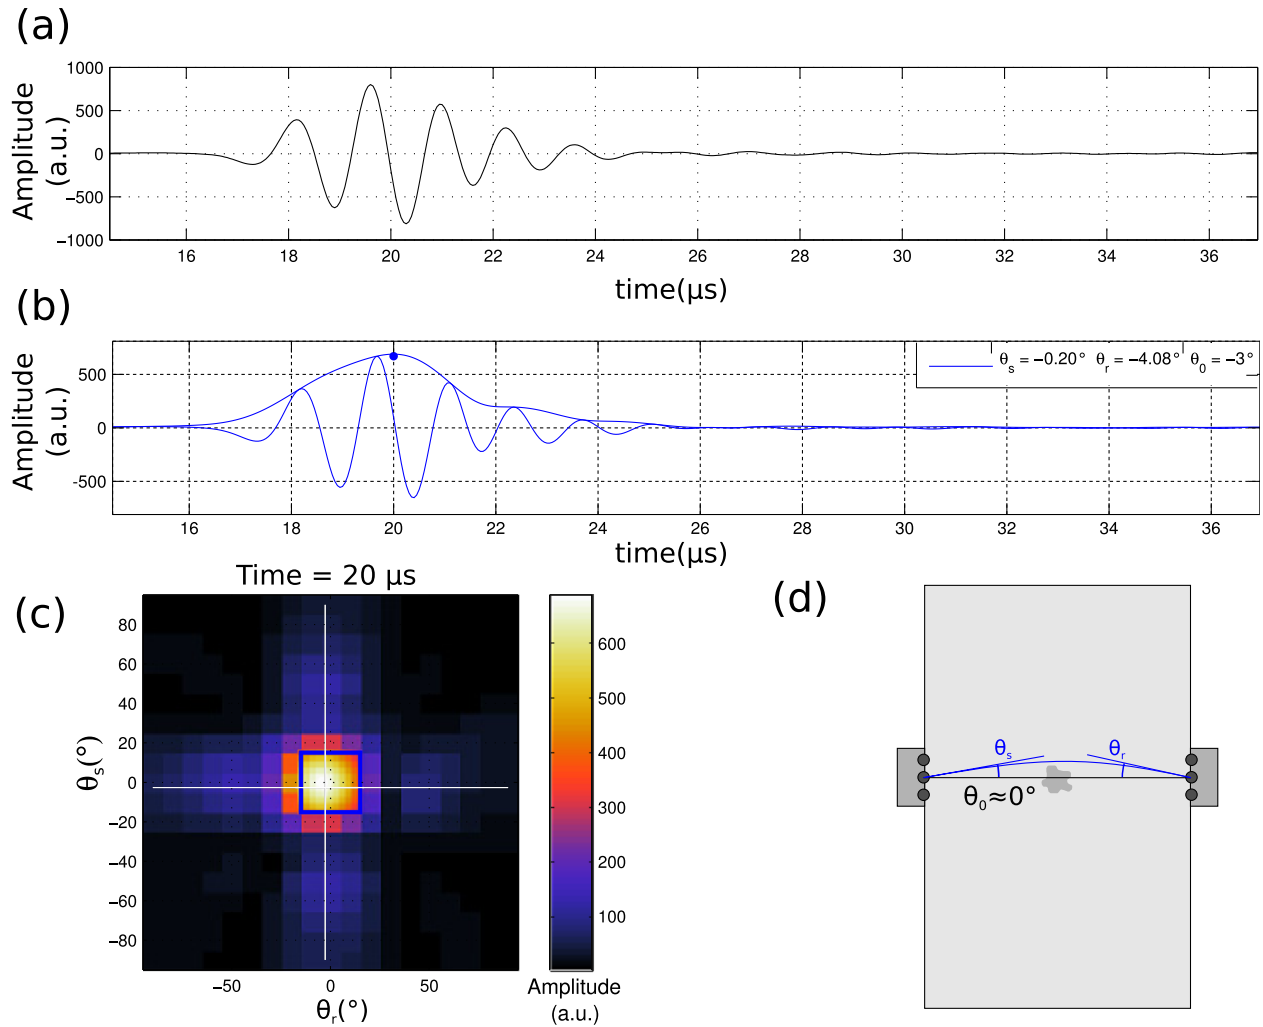 (a)
Amplitude
(a.u.)
1000
500
0
−500
−1000
16 18 20 22 24 26 28 30 32 34 36
time(µs)
(b)
Amplitude
(a.u.)
500
0
-500
θs = −0.20° θr = −4.08° θ0 = −3°
16 18 20 22 24 26 28 30 32 34 36
time(µs)
(c)
Time = 20 µs
θs(°)
80
60
40
20
0
−20
−40
−60
−80
−50 0 50
θr(°)
600
500
400
300
200
100
Amplitude
(a.u.)
(d)
θs θr
θ0≈0°